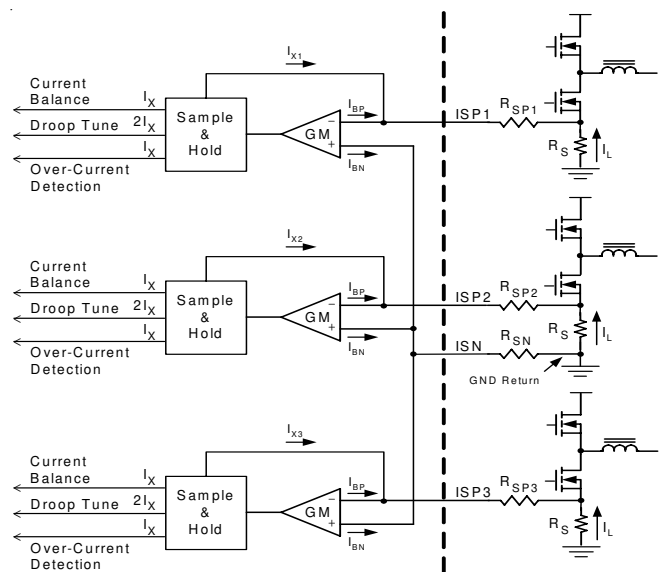 I_X1
Current
Balance I_X
Droop Tune 2I_X
I_X
Over-Current
Detection
Sample
&
Hold
GM
−
+
I_BP
I_BN
ISP1
R_SP1
R_S
I_L
I_X2
Current
Balance I_X
Droop Tune 2I_X
I_X
Over-Current
Detection
Sample
&
Hold
GM
−
+
I_BP
I_BN
ISP2
R_SP2
R_S
I_L
ISN
R_SN
GND Return
I_X3
Current
Balance I_X
Droop Tune 2I_X
I_X
Over-Current
Detection
Sample
&
Hold
GM
−
+
I_BP
I_BN
ISP3
R_SP3
R_S
I_L